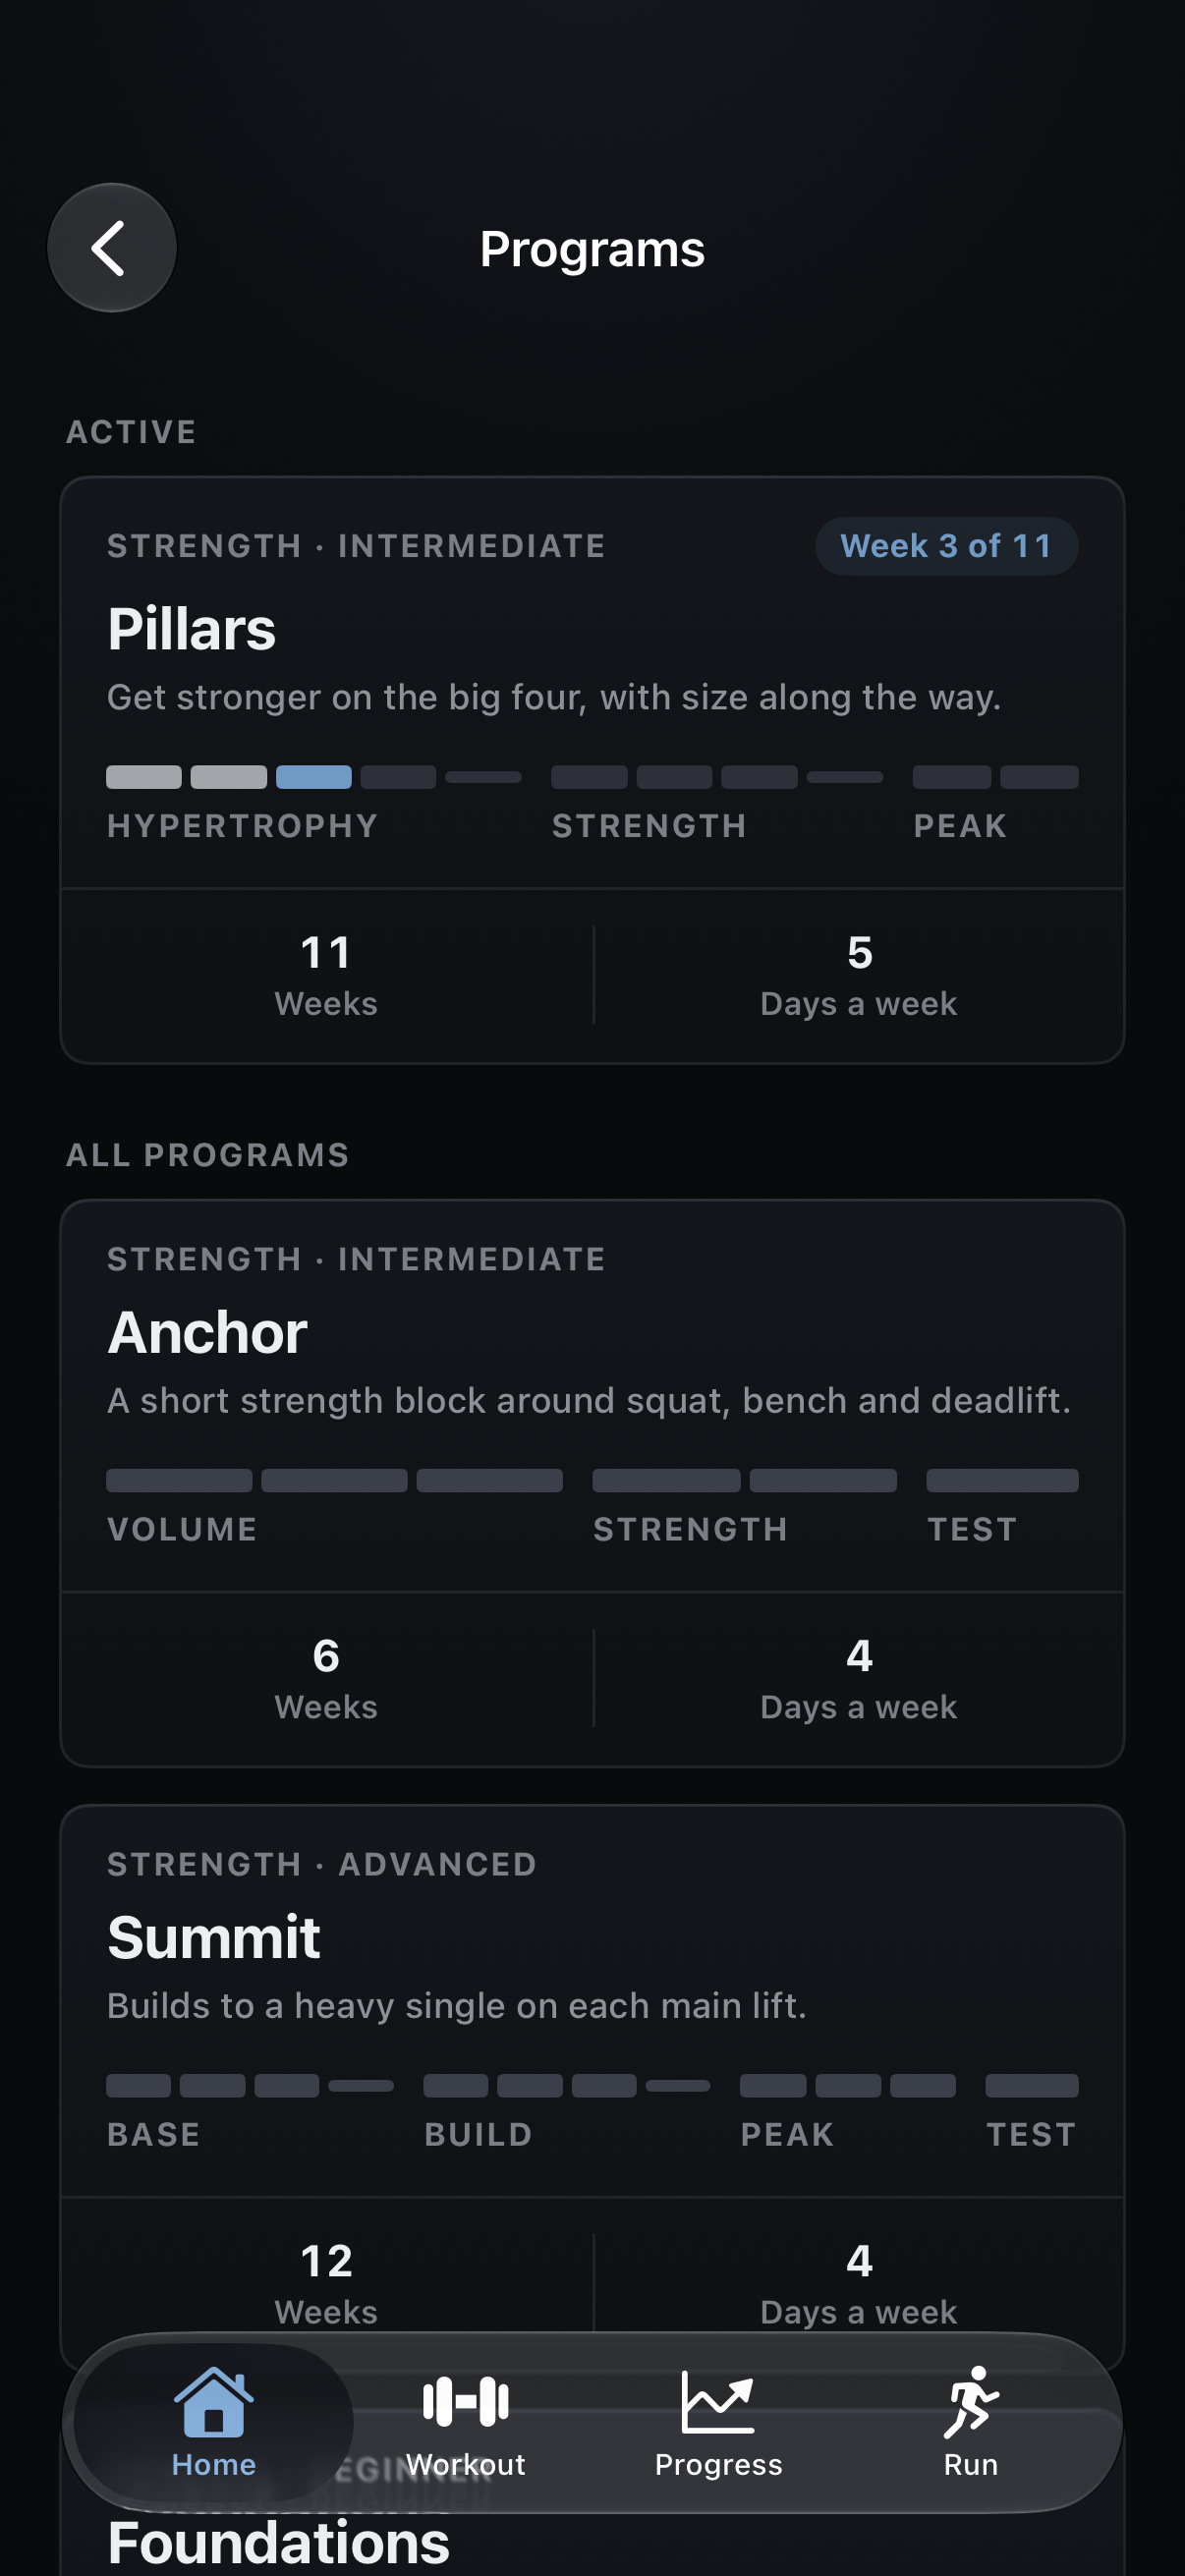 Programs
ACTIVE
STRENGTH · INTERMEDIATE
Week 3 of 11
Pillars
Get stronger on the big four, with size along the way.
HYPERTROPHY STRENGTH PEAK
11 5
Weeks Days a week
ALL PROGRAMS
STRENGTH · INTERMEDIATE
Anchor
A short strength block around squat, bench and deadlift.
VOLUME STRENGTH TEST
6 4
Weeks Days a week
STRENGTH · ADVANCED
Summit
Builds to a heavy single on each main lift.
BASE BUILD PEAK TEST
12 4
Weeks Days a week
Home Workout Progress Run
Foundations